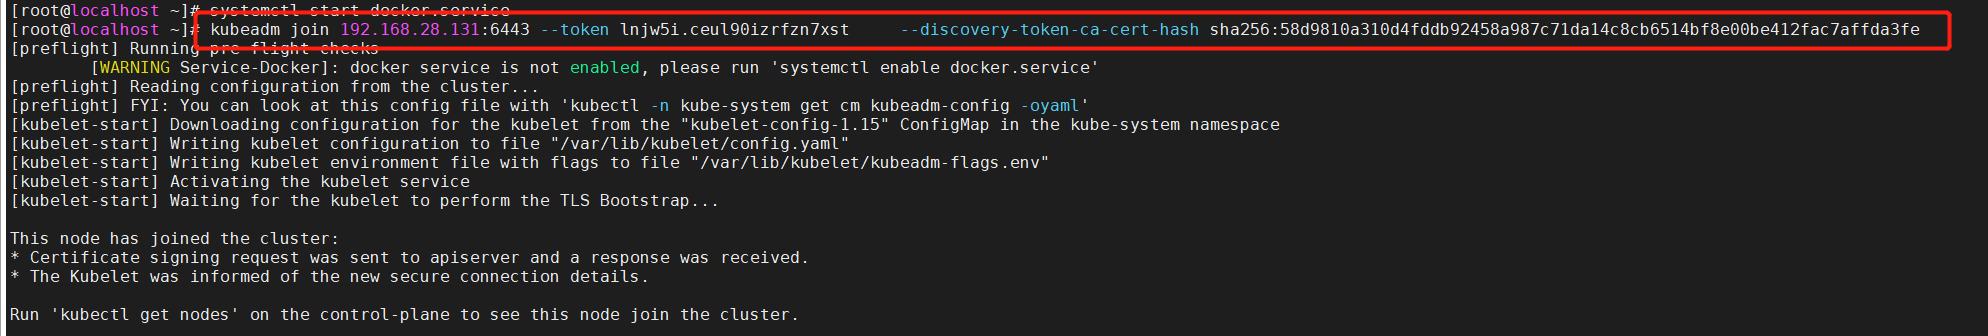 [root@localhost ~]# systemctl start docker.service
[root@localhost ~]# kubeadm join 192.168.28.131:6443 --token lnjw5i.ceul90izrfzn7xst     --discovery-token-ca-cert-hash sha256:58d9810a310d4fddb92458a987c71da14c8cb6514bf8e00be412fac7affda3fe
[preflight] Running pre-flight checks
        [WARNING Service-Docker]: docker service is not enabled, please run 'systemctl enable docker.service'
[preflight] Reading configuration from the cluster...
[preflight] FYI: You can look at this config file with 'kubectl -n kube-system get cm kubeadm-config -oyaml'
[kubelet-start] Downloading configuration for the kubelet from the "kubelet-config-1.15" ConfigMap in the kube-system namespace
[kubelet-start] Writing kubelet configuration to file "/var/lib/kubelet/config.yaml"
[kubelet-start] Writing kubelet environment file with flags to file "/var/lib/kubelet/kubeadm-flags.env"
[kubelet-start] Activating the kubelet service
[kubelet-start] Waiting for the kubelet to perform the TLS Bootstrap...
This node has joined the cluster:
* Certificate signing request was sent to apiserver and a response was received.
* The Kubelet was informed of the new secure connection details.
Run 'kubectl get nodes' on the control-plane to see this node join the cluster.